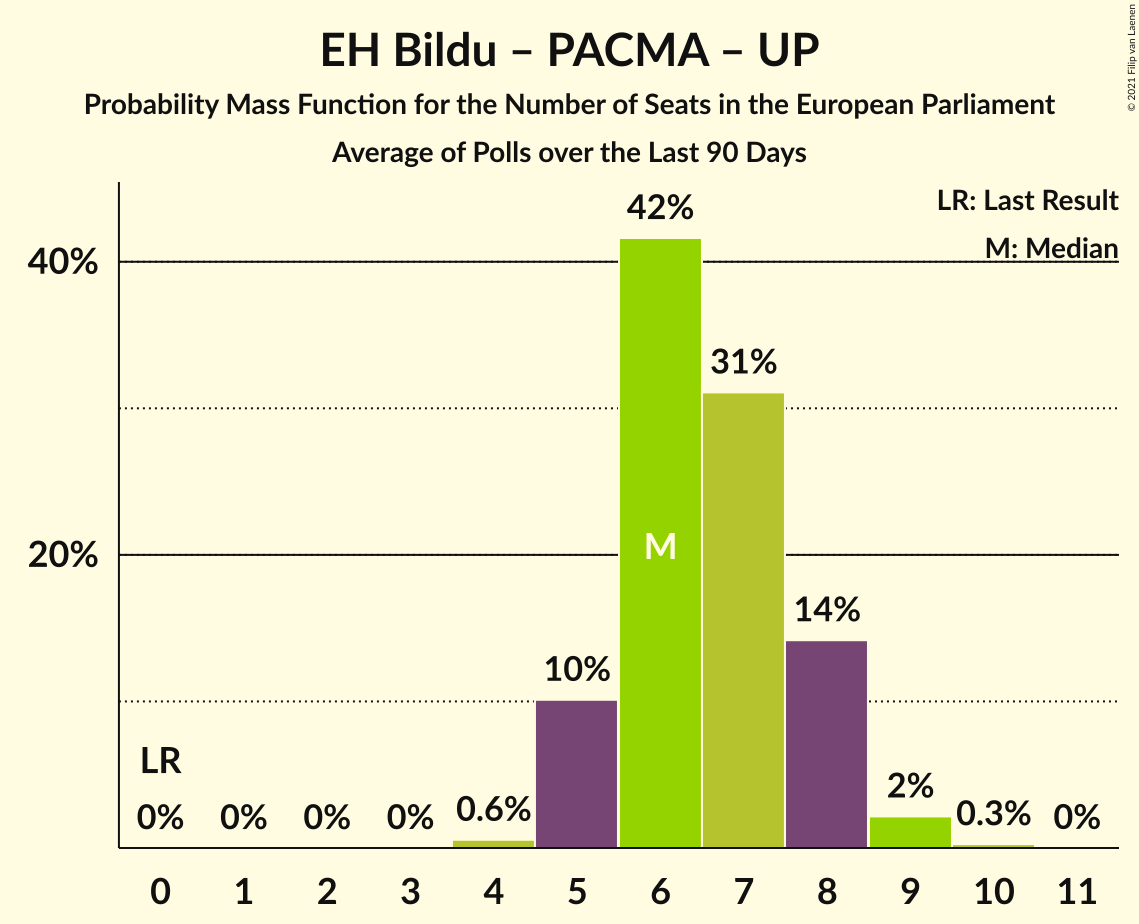 EH Bildu – PACMA – UP
Probability Mass Function for the Number of Seats in the European Parliament
Average of Polls over the Last 90 Days
© 2021 Filip van Laenen
LR: Last Result
M: Median
40%
20%
42%
31%
14%
10%
M
LR
0%
0%
0%
0%
0.6%
2%
0.3%
0%
0 1 2 3 4 5 6 7 8 9 10 11